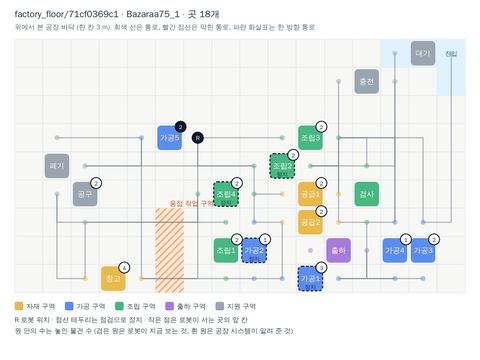 factory_floor/71cf0369c1 · Bazaraa75_1 · 곳 18개
위에서 본 공장 바닥 (한 칸 3 m). 회색 선은 통로, 빨간 점선은 막힌 통로, 파란 화살표는 한 방향 통로
대기
충전
2
가공5
R
2
조립3
2
조립2
폐기
2
공구
2
조립4
2
공급1
검사
용접 작업 구역
2
공급2
2
조립1
1
가공2
출하
1
가공4
2
가공3
4
창고
3
가공1
자재 구역
가공 구역
조립 구역
출하 구역
지원 구역
R 로봇 위치 · 점선 테두리는 점검으로 정지 · 작은 점은 로봇이 서는 곳의 앞 칸
원 안의 수는 놓인 물건 수 (검은 원은 로봇이 지금 보는 것, 흰 원은 공장 시스템이 알려 준 것)